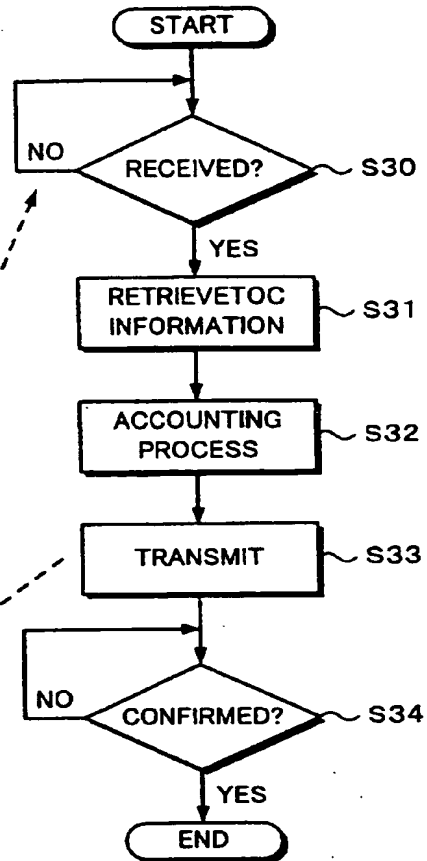 START
NO
RECEIVED?
S30
YES
RETRIEVETOC
INFORMATION
S31
ACCOUNTING
PROCESS
S32
TRANSMIT
S33
NO
CONFIRMED?
S34
YES
END